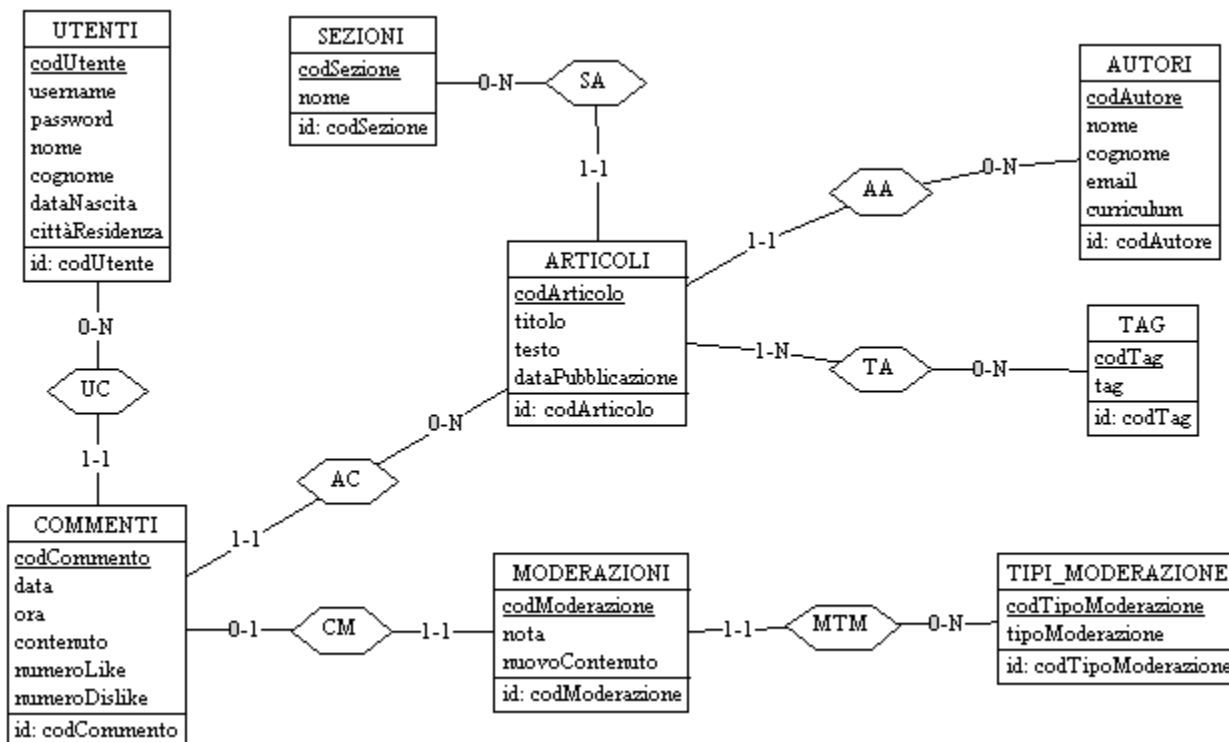 UTENTI
codUtente
username
password
nome
cognome
dataNascita
cittàResidenza
id: codUtente
SEZIONI
codSezione
nome
id: codSezione
0-N
SA
1-1
AUTORI
codAutore
nome
cognome
email
curriculum
id: codAutore
0-N
AA
1-1
ARTICOLI
codArticolo
titolo
testo
dataPubblicazione
id: codArticolo
1-N
TA
0-N
TAG
codTag
tag
id: codTag
0-N
UC
1-1
0-N
AC
1-1
COMMENTI
codCommento
data
ora
contenuto
numeroLike
numeroDislike
id: codCommento
0-1
CM
1-1
MODERAZIONI
codModerazione
nota
nuovoContenuto
id: codModerazione
1-1
MTM
0-N
TIPI_MODERAZIONE
codTipoModerazione
tipoModerazione
id: codTipoModerazione